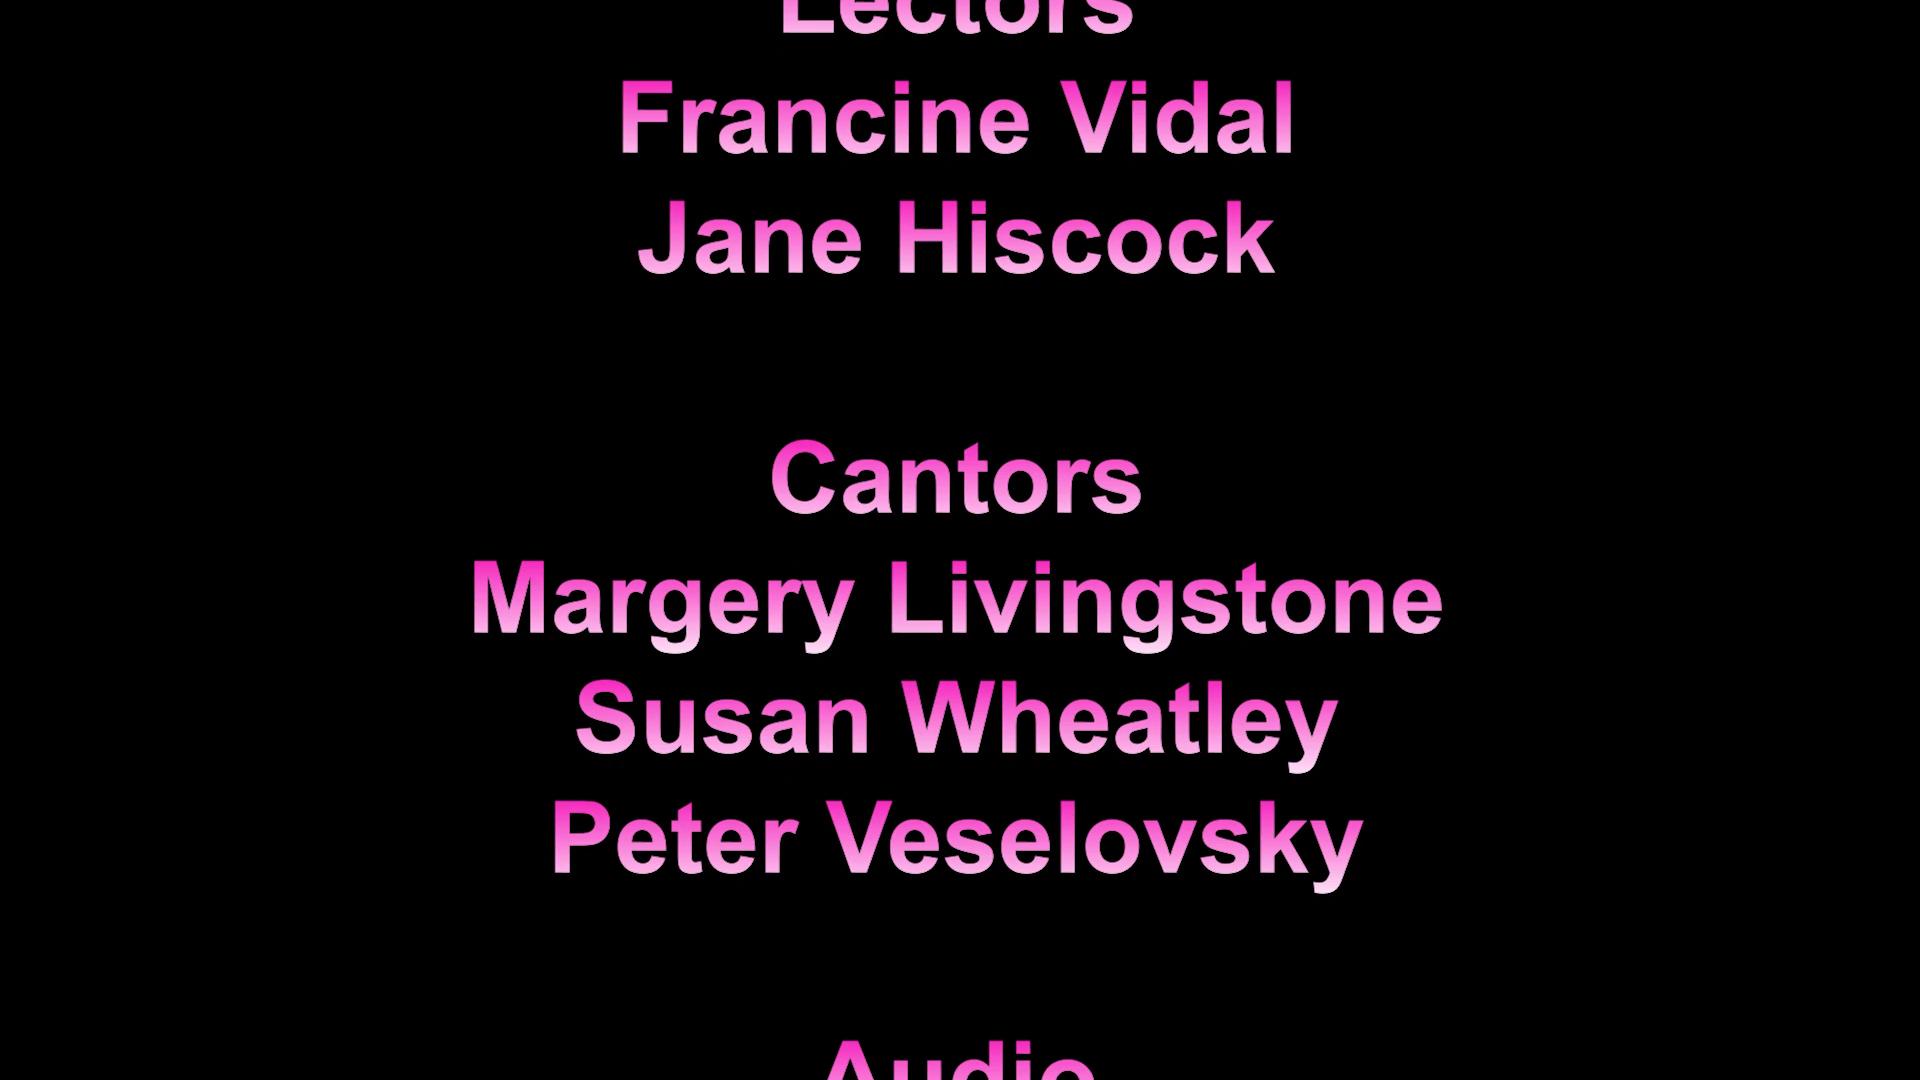 Lectors
Francine Vidal
Jane Hiscock
Cantors
Margery Livingstone
Susan Wheatley
Peter Veselovsky
Audio